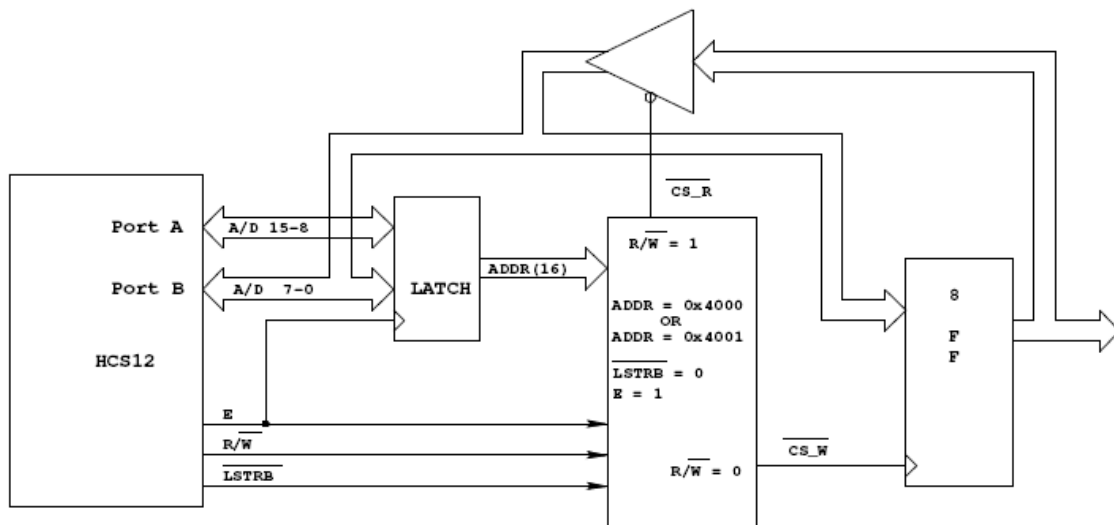 CS_R
Port A
A/D 15-8
R/W = 1
ADDR(16)
Port B
A/D 7-0
LATCH
8
F
F
ADDR = 0x4000
OR
ADDR = 0x4001
HCS12
LSTRB = 0
E = 1
E
R/W
CS_W
R/W = 0
LSTRB